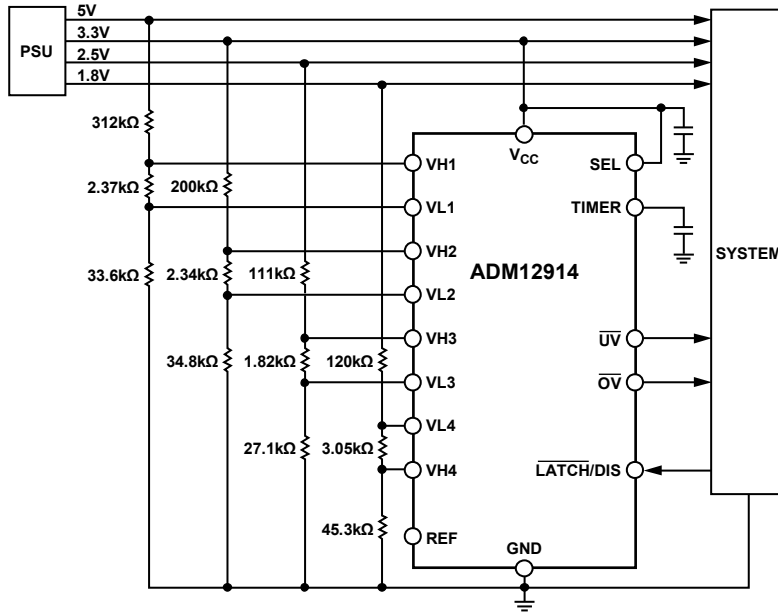 5V
3.3V
PSU
2.5V
1.8V
312kΩ
VCC
VH1
SEL
2.37kΩ
200kΩ
VL1
TIMER
VH2
ADM12914
SYSTEM
33.6kΩ
2.34kΩ
111kΩ
VL2
VH3
UV
34.8kΩ
1.82kΩ
120kΩ
VL3
OV
VL4
27.1kΩ
3.05kΩ
VH4
LATCH/DIS
45.3kΩ
REF
GND